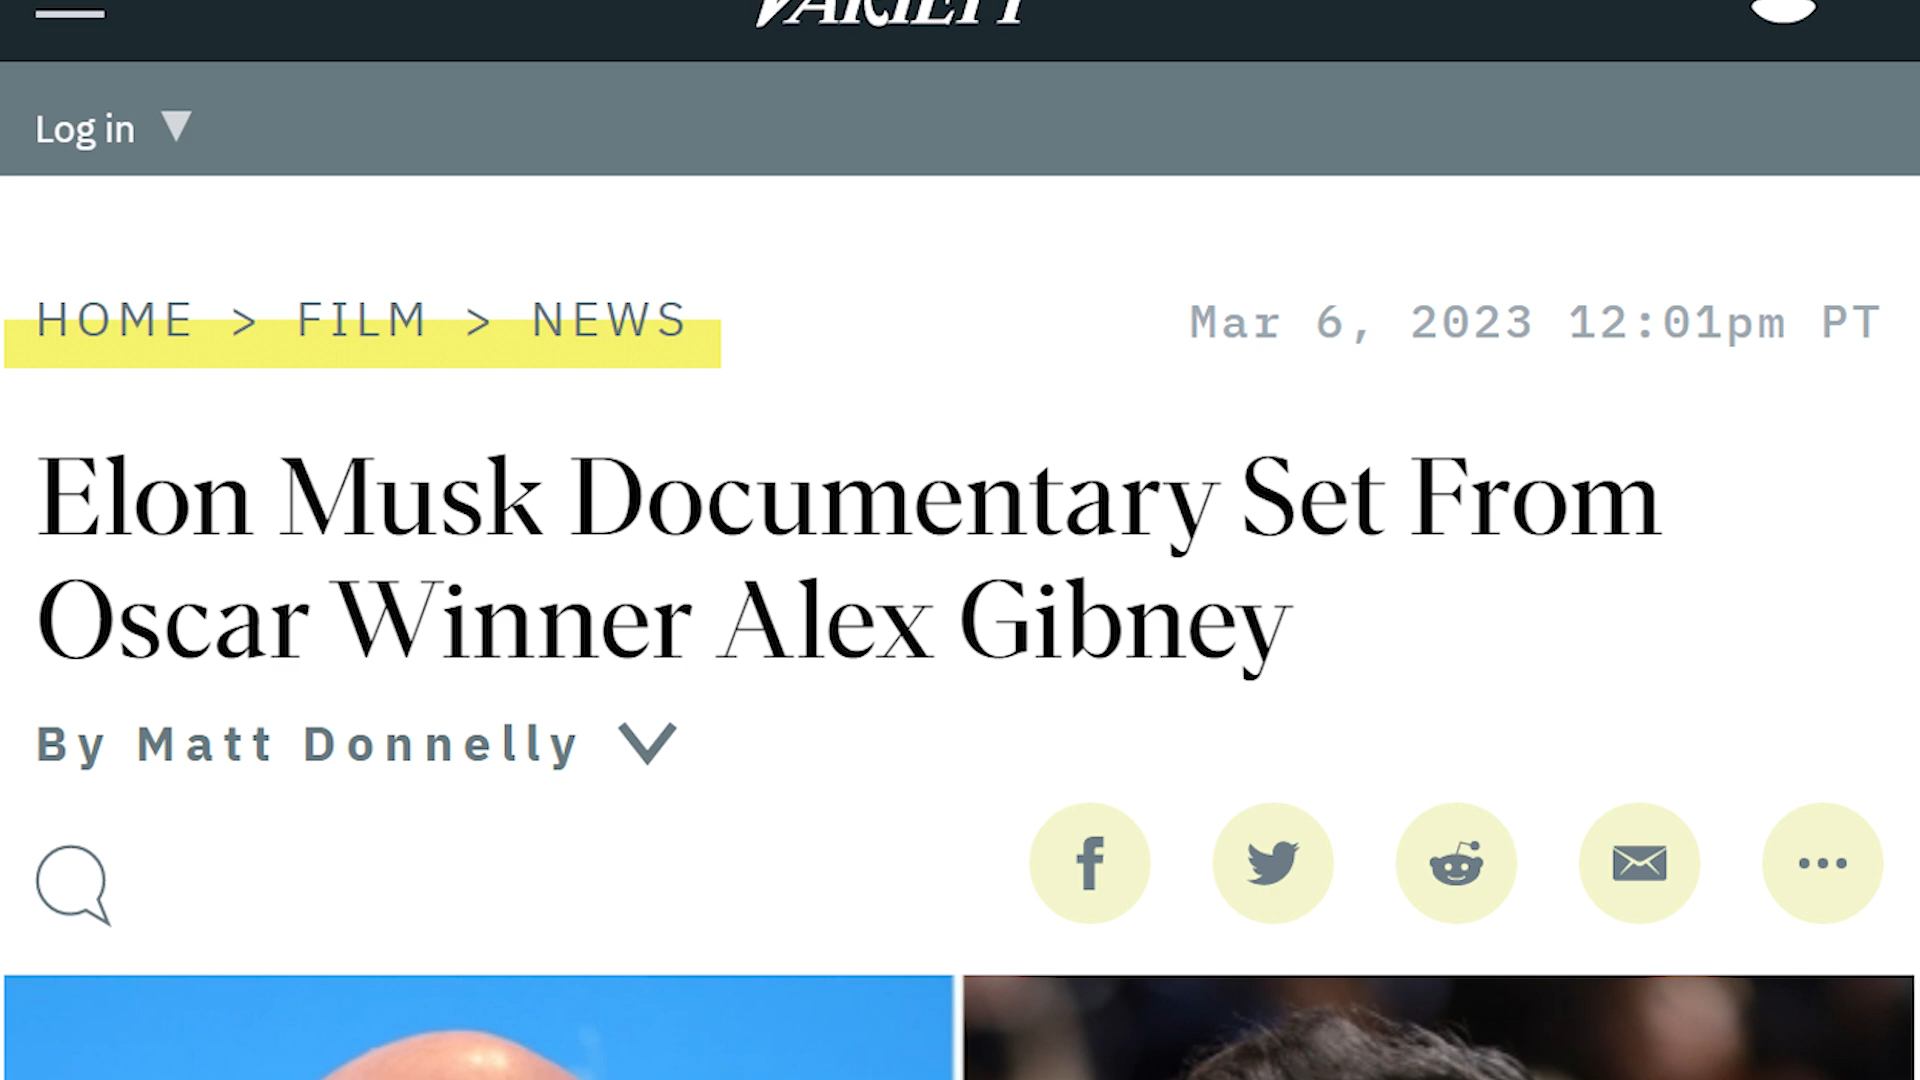 VARIETY
Log in
HOME > FILM > NEWS
Mar 6, 2023 12:01pm PT
Elon Musk Documentary Set From
Oscar Winner Alex Gibney
By Matt Donnelly